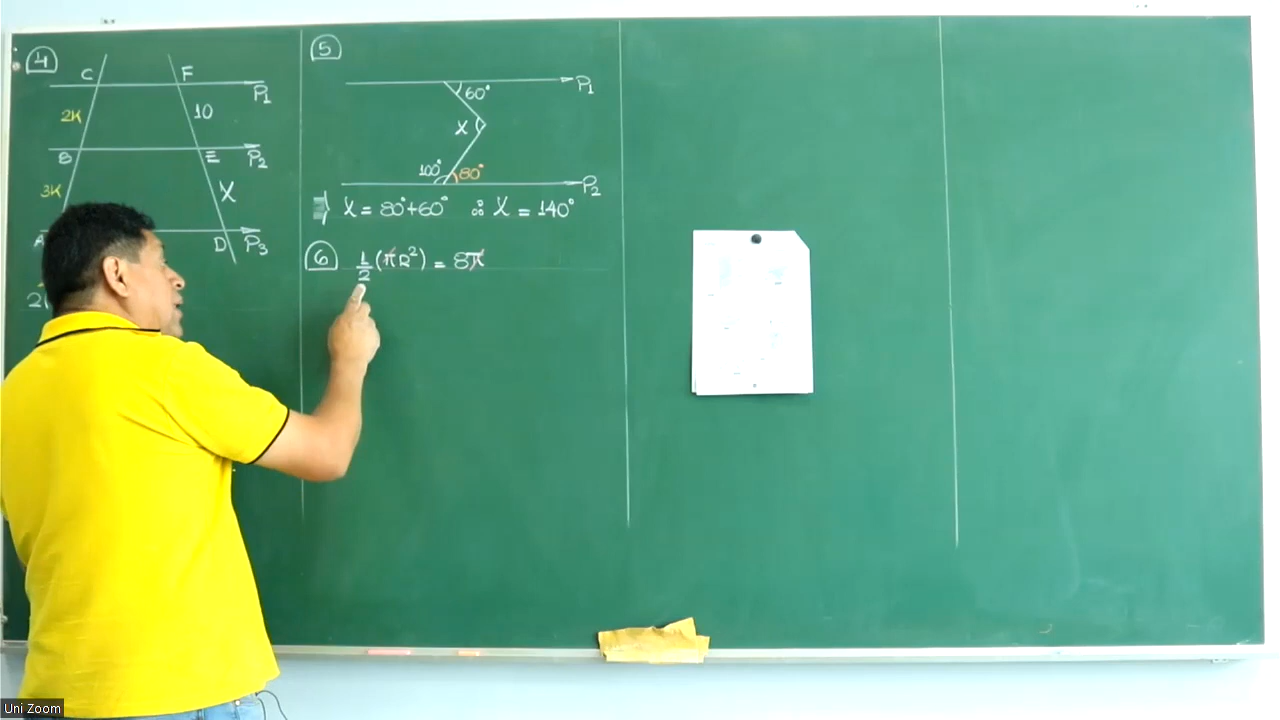 4
C F P₁
2K 10
B E P₂
3K X
A D P₃
5
P₁
60°
X
100° 80°
P₂
⇒ X = 80°+60° ∴ X = 140°
6 1/2 (πR²) = 8π
Uni Zoom